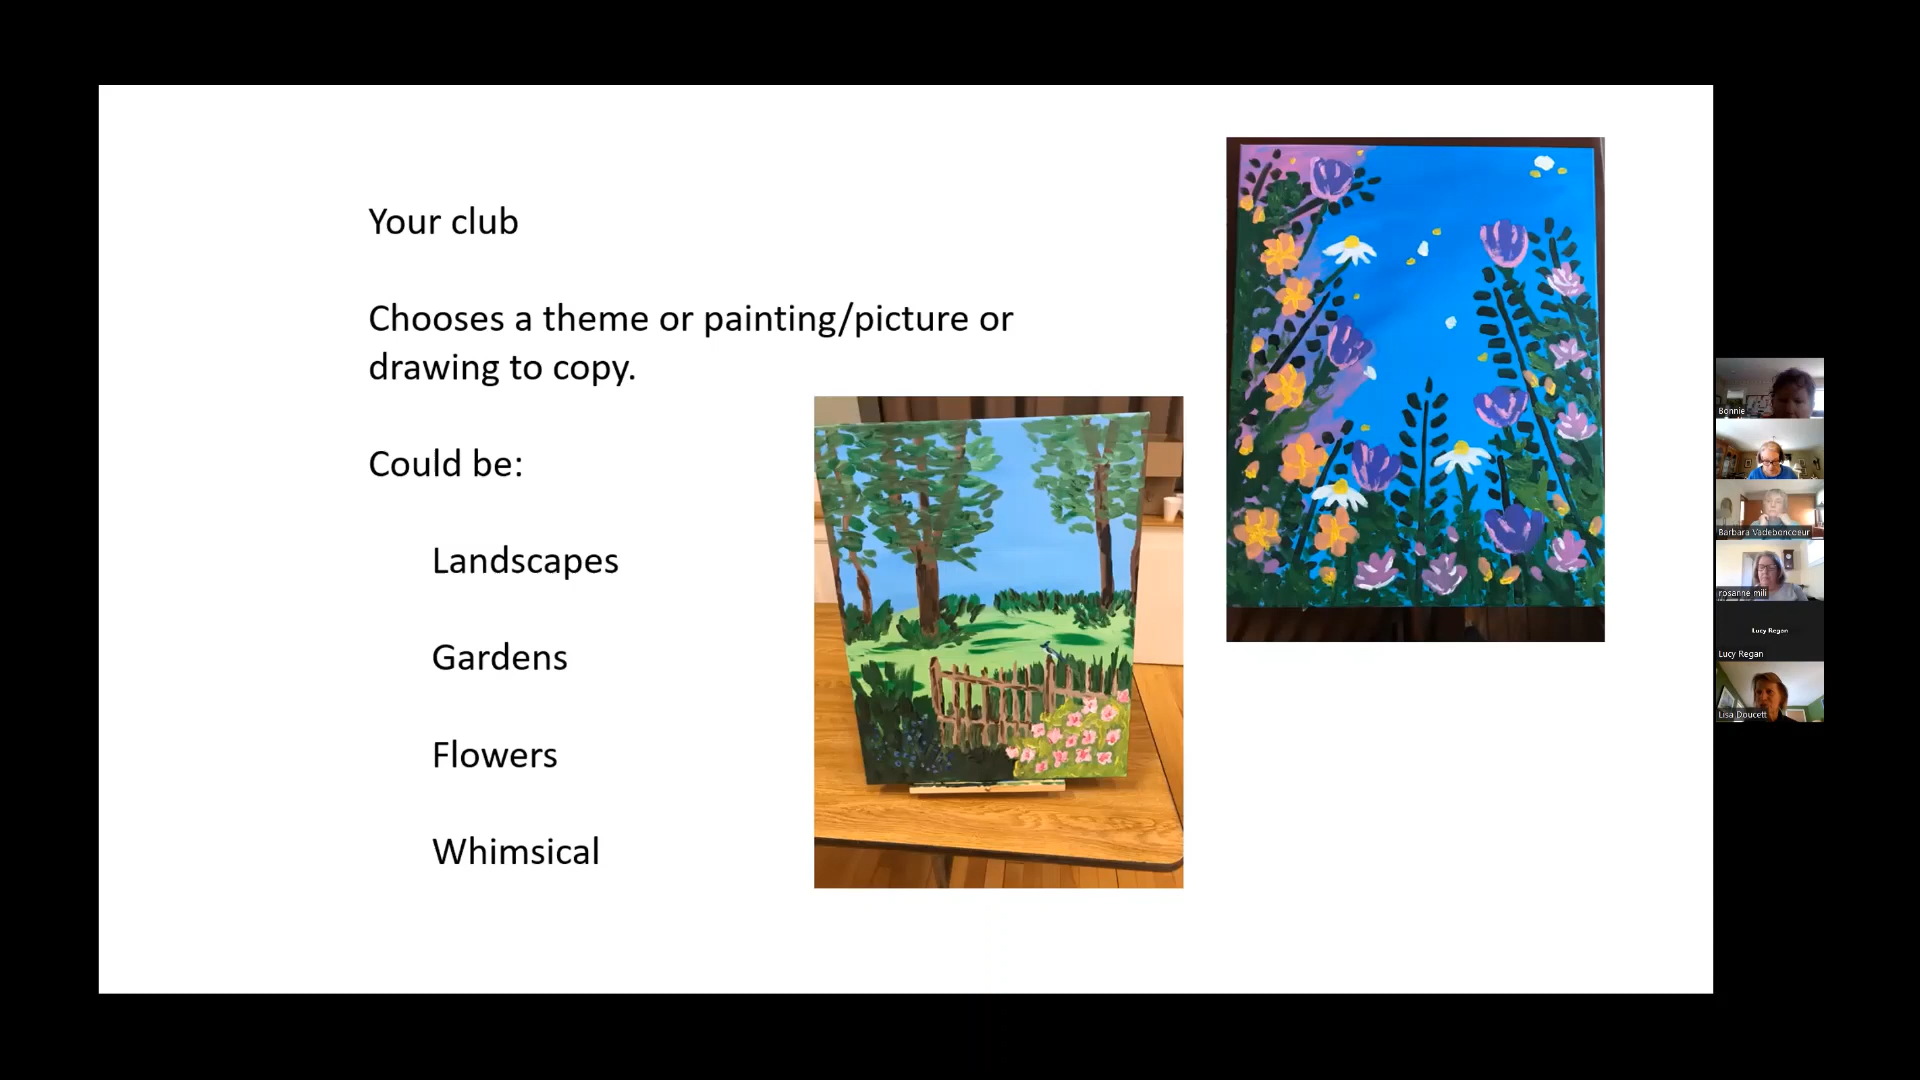 Your club
Chooses a theme or painting/picture or
drawing to copy.
Could be:
Landscapes
Gardens
Flowers
Whimsical
Bonnie
Barbara Vadeboncoeur
rosanne mili
Lucy Regan
Lucy Regan
Lisa Doucett